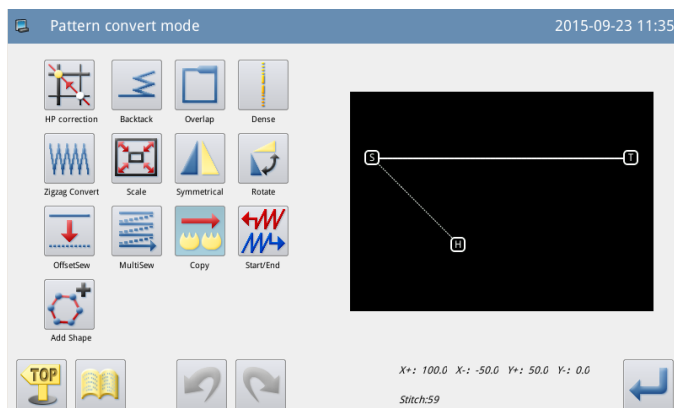 Pattern convert mode 2015-09-23 11:35
HP correction Backtack Overlap Dense
Zigzag Convert Scale Symmetrical Rotate
OffsetSew MultiSew Copy Start/End
Add Shape
S T
H
TOP
X+: 100.0 X-: -50.0 Y+: 50.0 Y-: 0.0
Stitch:59